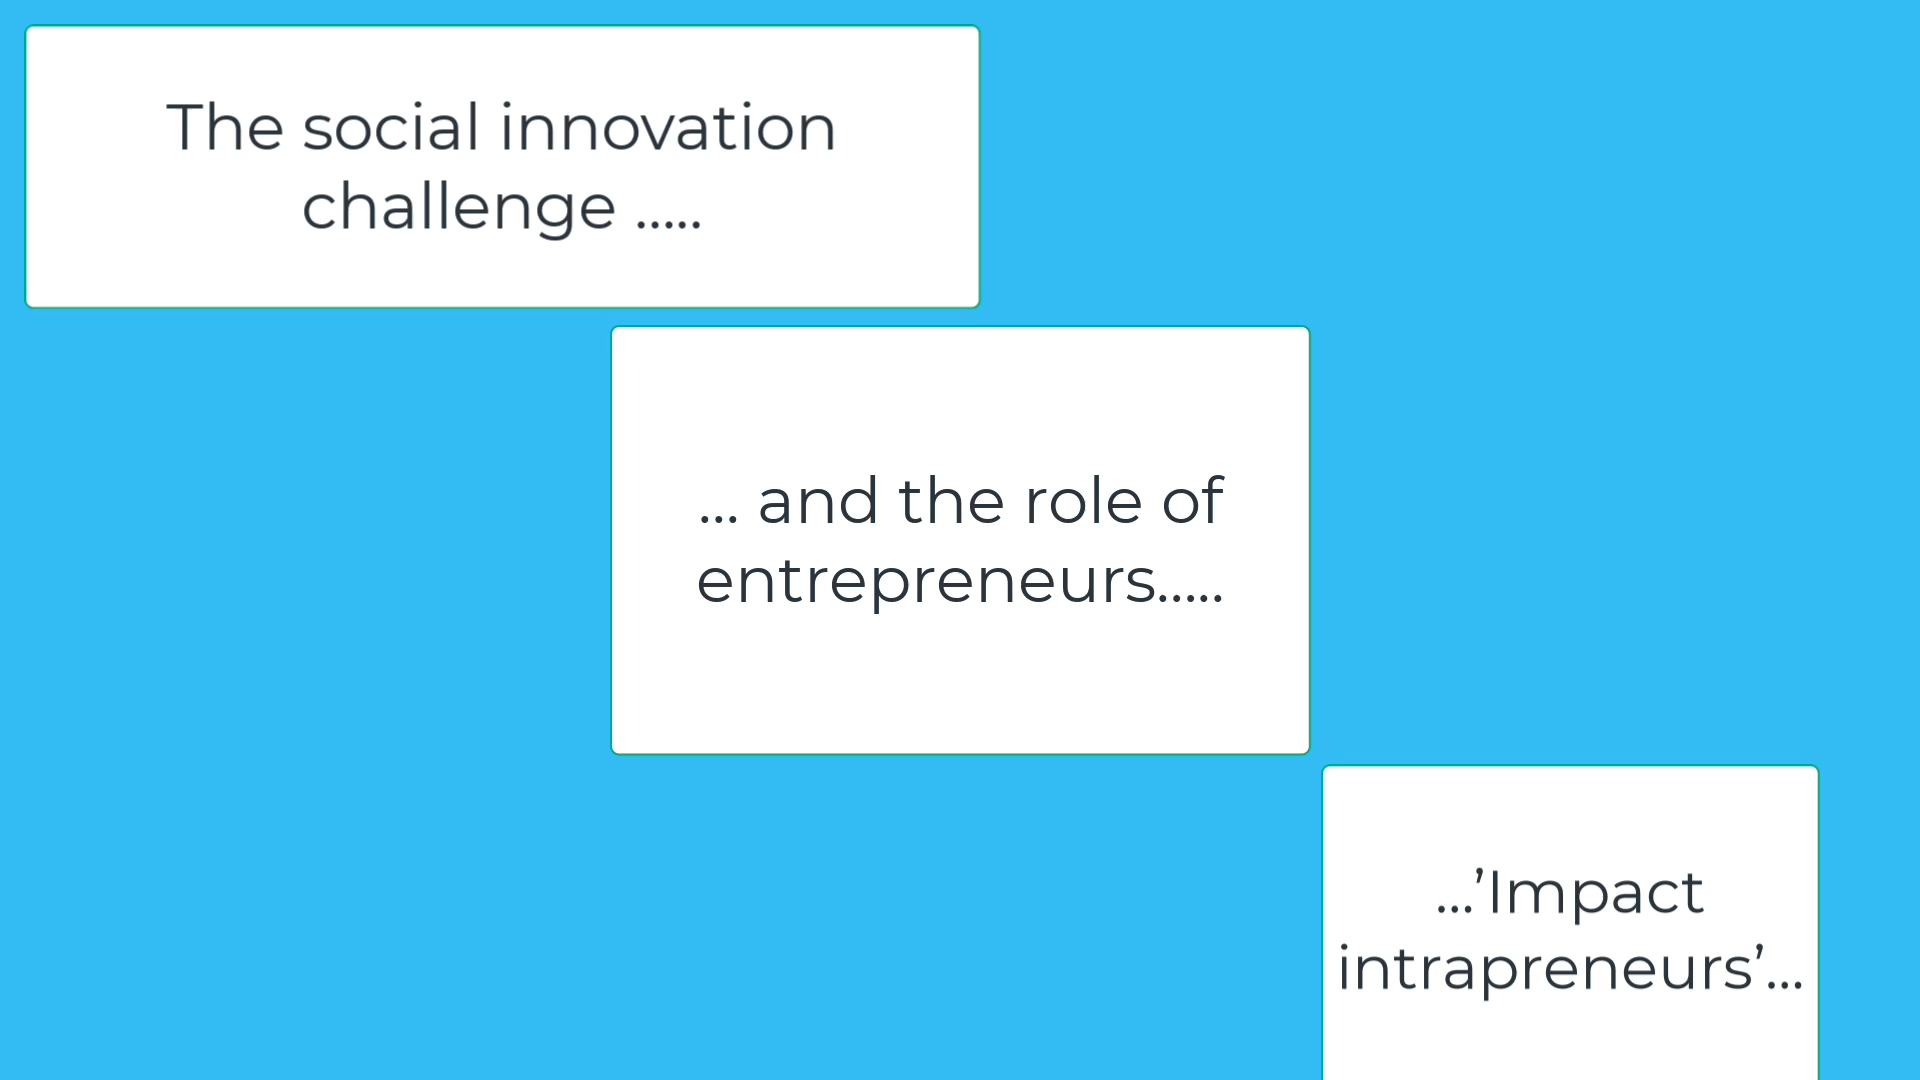 The social innovation
challenge .....
... and the role of
entrepreneurs.....
...’Impact
intrapreneurs’...